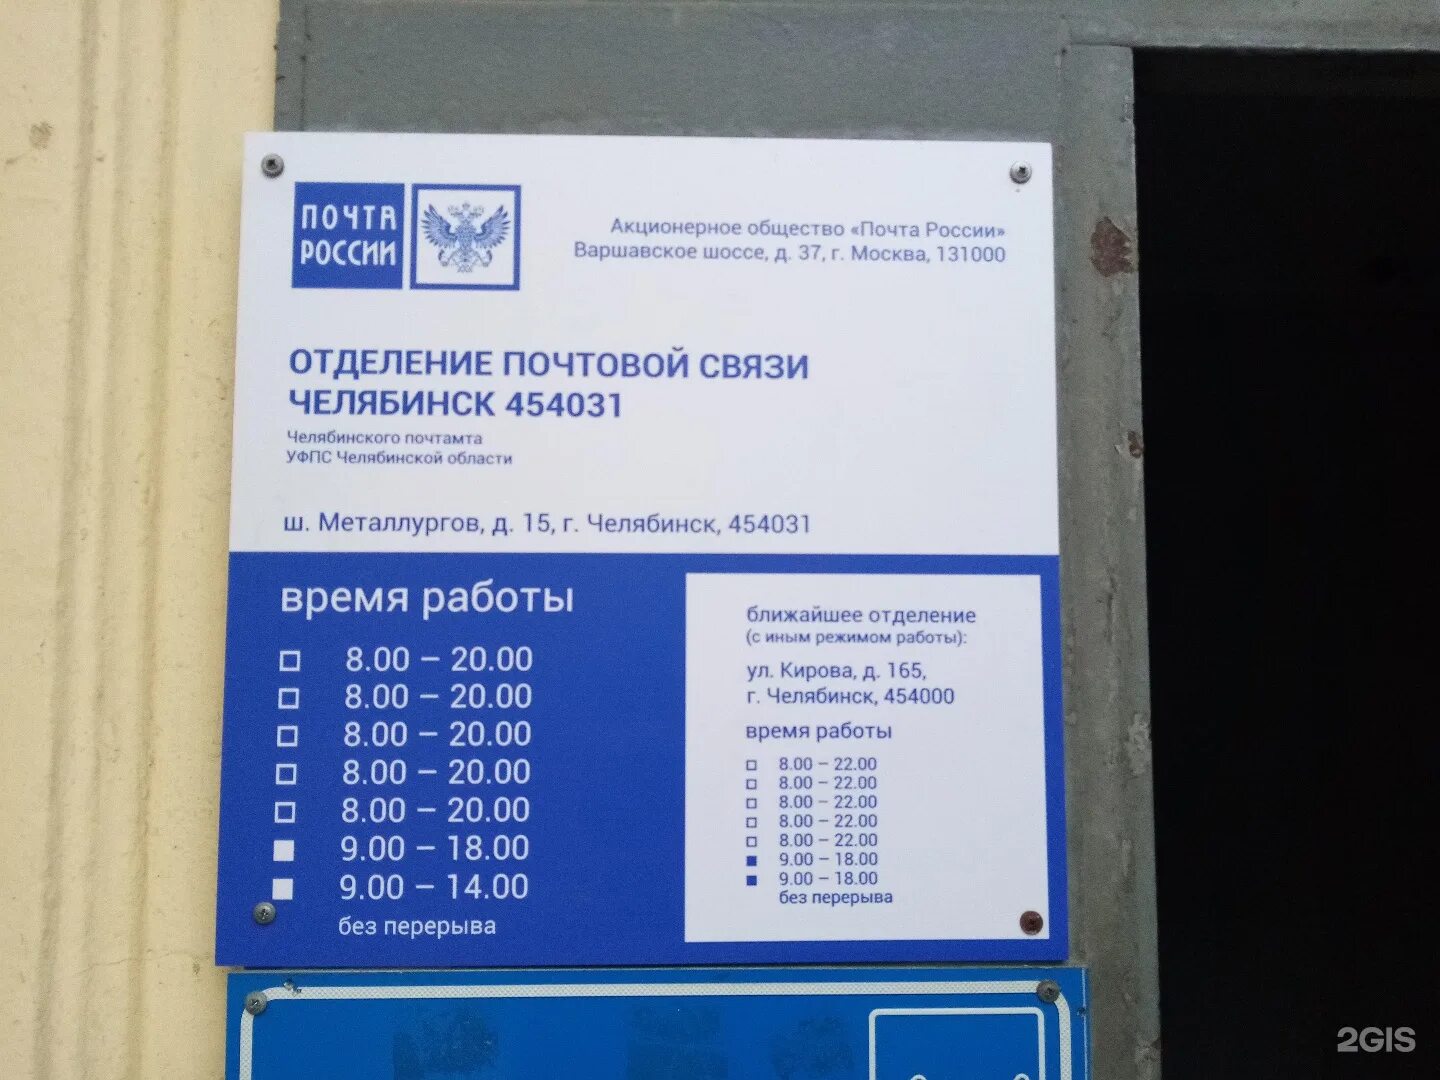 ПОЧТА
РОССИИ
Акционерное общество «Почта России»
Варшавское шоссе, д. 37, г. Москва, 131000
ОТДЕЛЕНИЕ ПОЧТОВОЙ СВЯЗИ
ЧЕЛЯБИНСК 454031
Челябинского почтамта
УФПС Челябинской области
ш. Металлургов, д. 15, г. Челябинск, 454031
время работы
8.00 – 20.00
8.00 – 20.00
8.00 – 20.00
8.00 – 20.00
8.00 – 20.00
9.00 – 18.00
9.00 – 14.00
без перерыва
ближайшее отделение
(с иным режимом работы):
ул. Кирова, д. 165,
г. Челябинск, 454000
время работы
8.00 – 22.00
8.00 – 22.00
8.00 – 22.00
8.00 – 22.00
8.00 – 22.00
9.00 – 18.00
9.00 – 18.00
без перерыва
2GIS